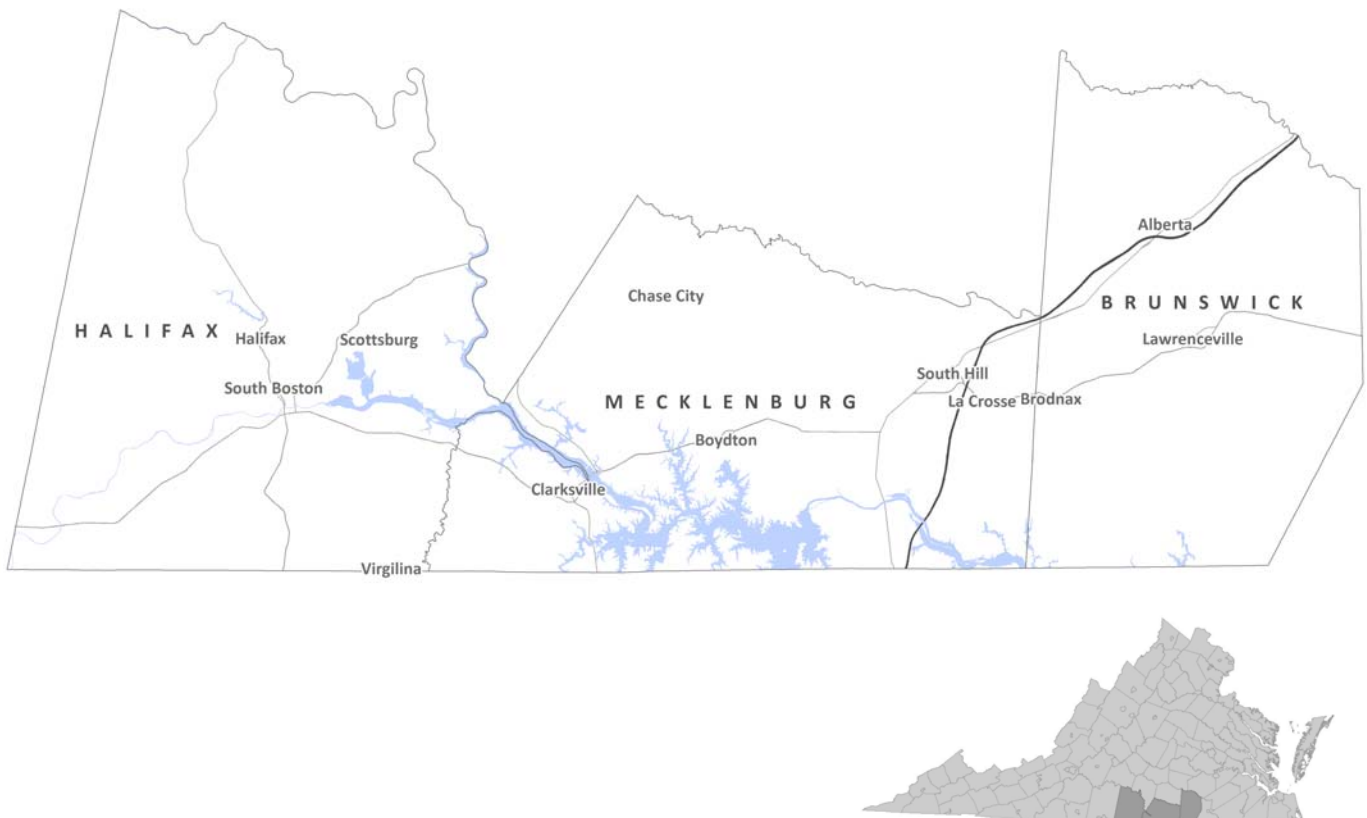 Alberta
Chase City
BRUNSWICK
HALIFAX
Halifax
Scottsburg
Lawrenceville
South Boston
South Hill
MECKLENBURG
La Crosse
Brodnax
Boydton
Clarksville
Virgilina